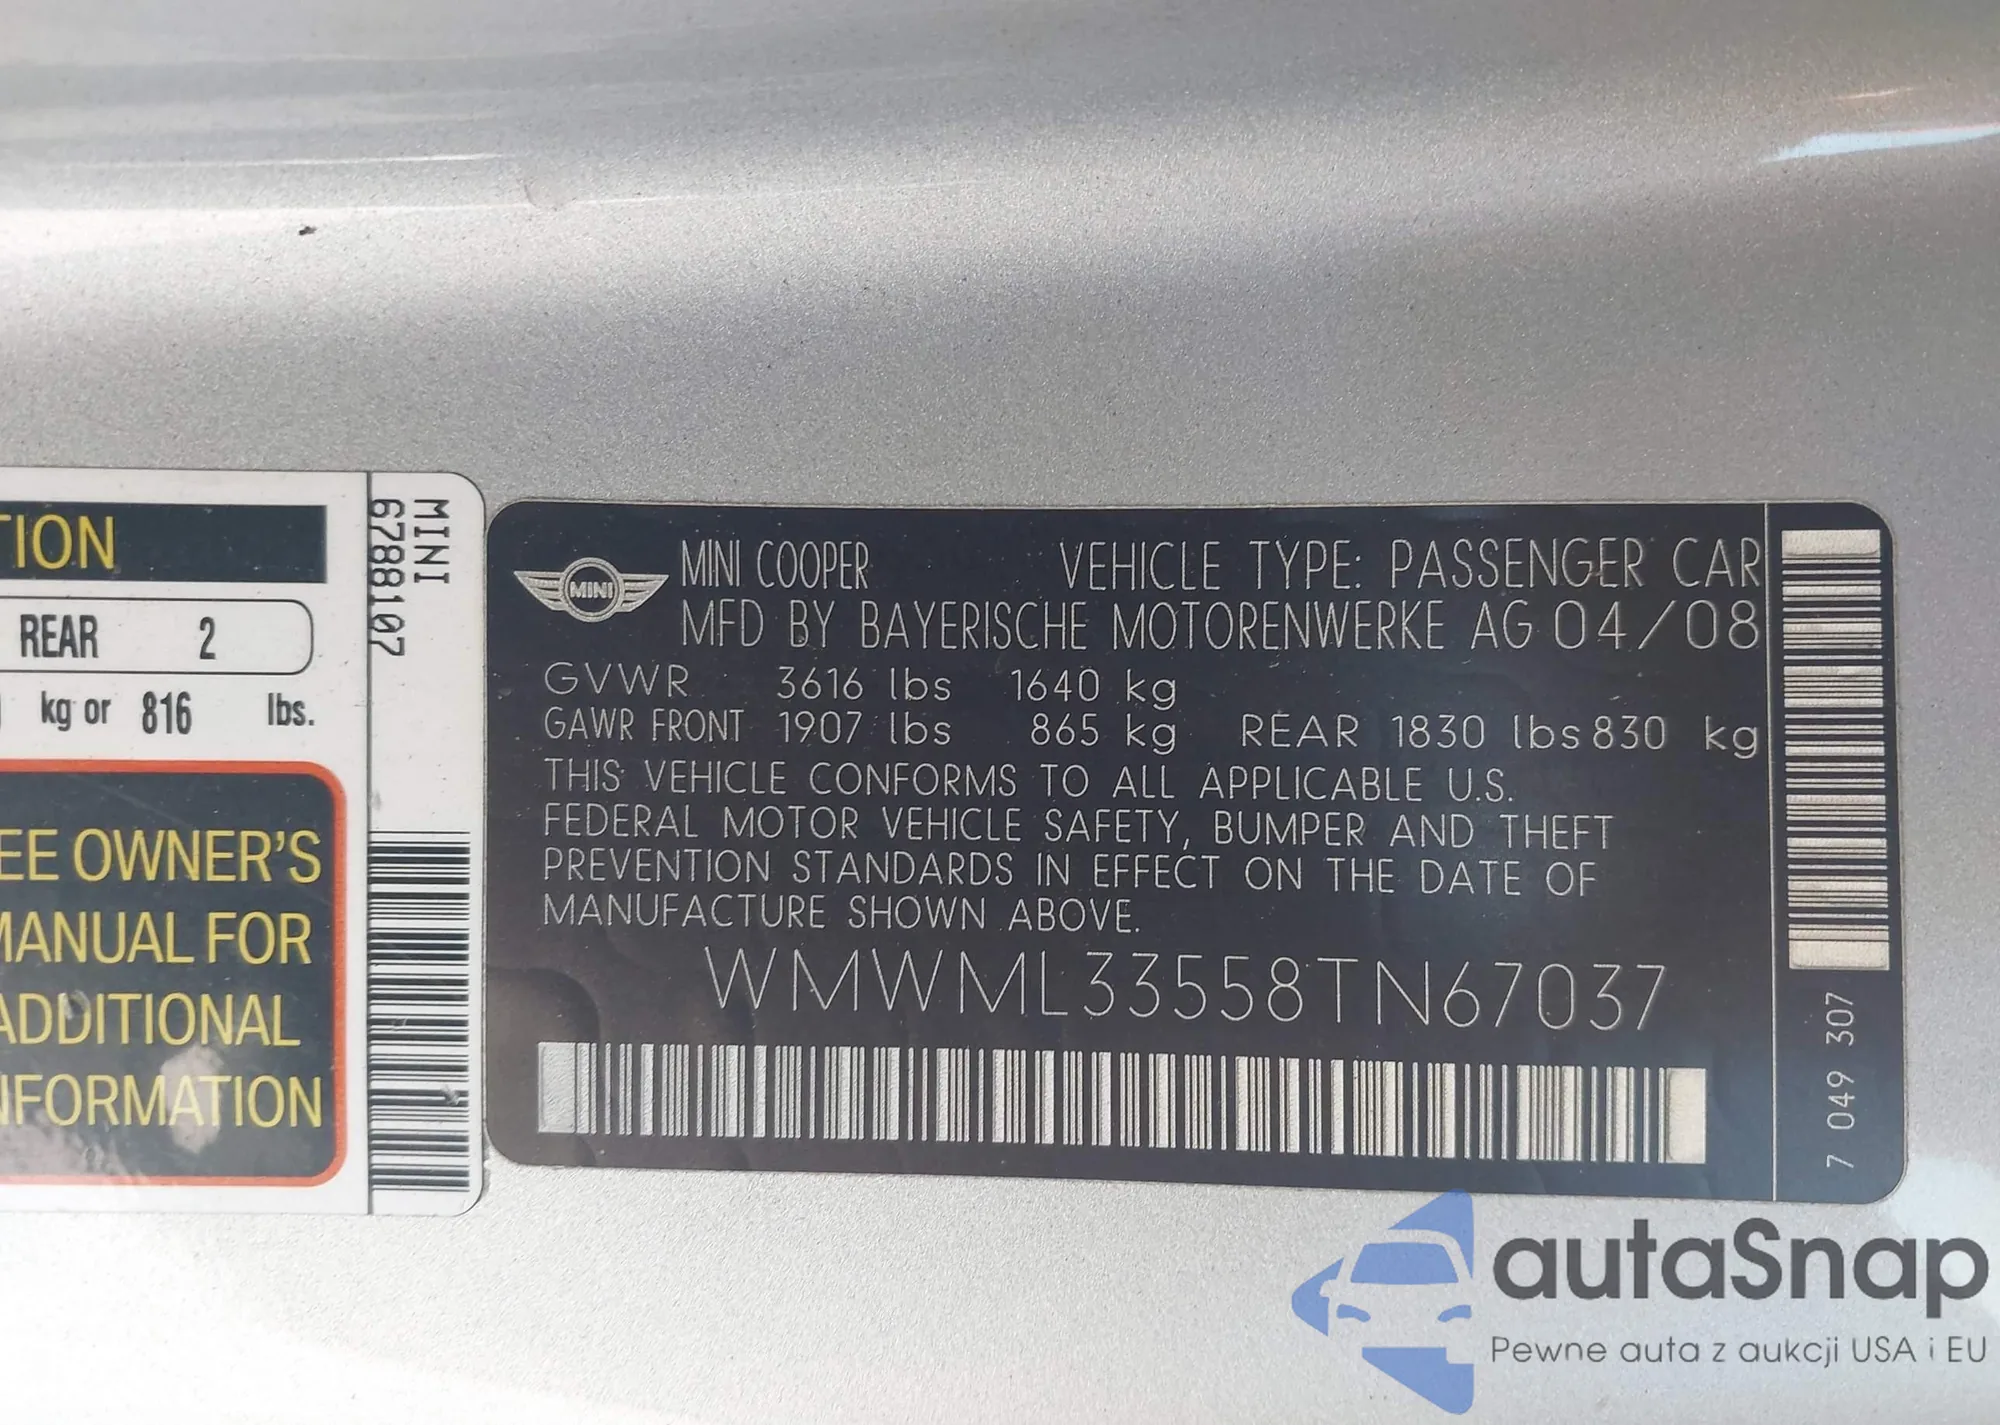 TION
REAR 2
kg or 816 lbs.
EE OWNER'S
MANUAL FOR
ADDITIONAL
NFORMATION
MINI
6788107
MINI
MINI COOPER VEHICLE TYPE: PASSENGER CAR
MFD BY BAYERISCHE MOTORENWERKE AG 04/08
GVWR 3616 lbs 1640 kg
GAWR FRONT 1907 lbs 865 kg REAR 1830 lbs 830 kg
THIS VEHICLE CONFORMS TO ALL APPLICABLE U.S.
FEDERAL MOTOR VEHICLE SAFETY, BUMPER AND THEFT
PREVENTION STANDARDS IN EFFECT ON THE DATE OF
MANUFACTURE SHOWN ABOVE.
WMWML33558TN67037
7 049 307
autaSnap
Pewne auta z aukcji USA i EU